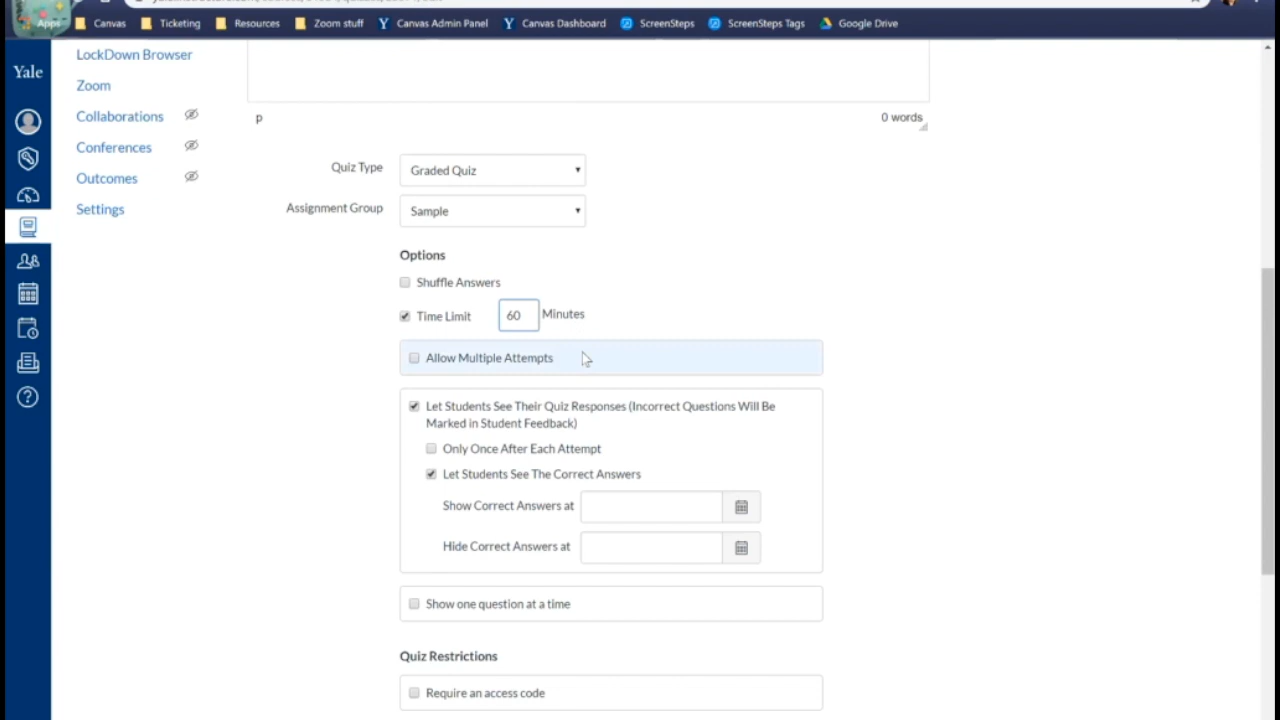 Apps Canvas Ticketing Resources Zoom stuff Canvas Admin Panel Canvas Dashboard ScreenSteps ScreenSteps Tags Google Drive
Yale
LockDown Browser
Zoom
Collaborations
Conferences
Outcomes
Settings
p 0 words
Quiz Type Graded Quiz
Assignment Group Sample
Options
Shuffle Answers
Time Limit 60 Minutes
Allow Multiple Attempts
Let Students See Their Quiz Responses (Incorrect Questions Will Be
Marked in Student Feedback)
Only Once After Each Attempt
Let Students See The Correct Answers
Show Correct Answers at
Hide Correct Answers at
Show one question at a time
Quiz Restrictions
Require an access code